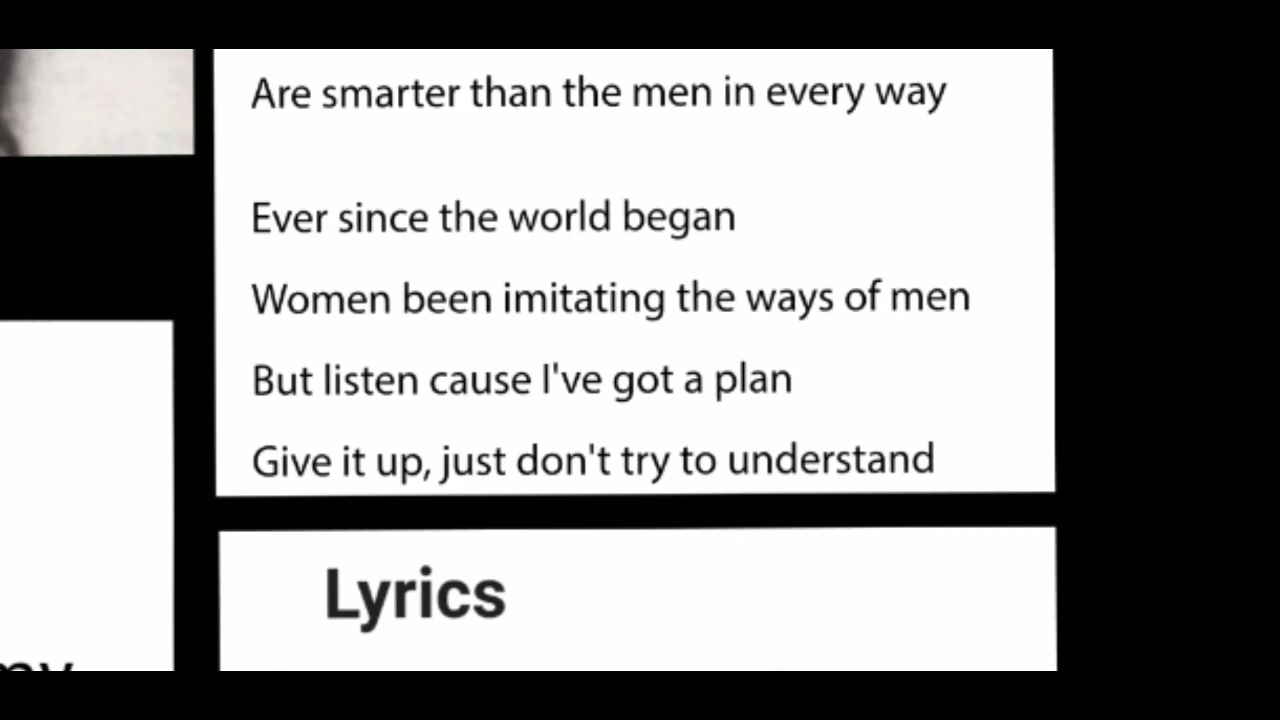 Are smarter than the men in every way
Ever since the world began
Women been imitating the ways of men
But listen cause I've got a plan
Give it up, just don't try to understand
Lyrics